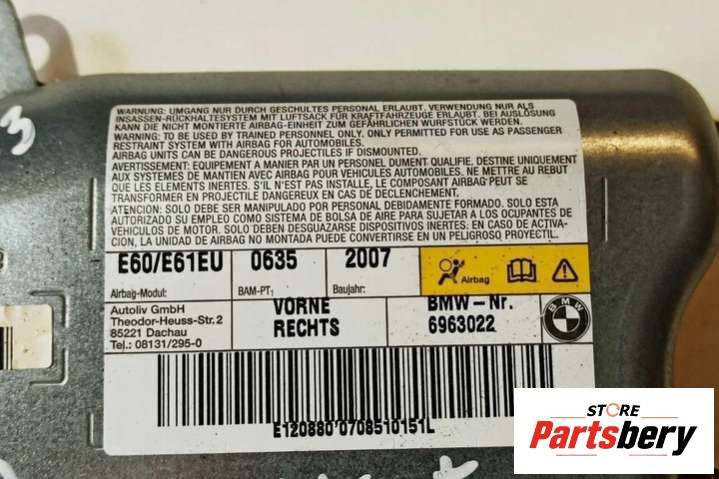 3
WARNUNG: UMGANG NUR DURCH GESCHULTES PERSONAL ERLAUBT. VERWENDUNG NUR ALS
INSASSEN-RÜCKHALTESYSTEM MIT LUFTSACK FÜR KRAFTFAHRZEUGE ERLAUBT. BEI AUSLÖSUNG
KANN DIE NICHT MONTIERTE AIRBAG-EINHEIT ZUM GEFÄHRLICHEN WURFSTÜCK WERDEN.
WARNING: TO BE USED BY TRAINED PERSONNEL ONLY. ONLY PERMITTED FOR USE AS PASSENGER
RESTRAINT SYSTEM WITH AIRBAG FOR AUTOMOBILES.
AIRBAG UNITS CAN BE DANGEROUS PROJECTILES IF DISASSEMBLED.
AVERTISSEMENT: EQUIPEMENT A MANIER PAR UN PERSONEL DUMENT QUALIFIE, DESTINE UNIQUEMENT
AUX SYSTEMES DE MANTIEN AVEC AIRBAG POUR VEHICULES AUTOMOBILES. NE METTRE AU REBUT
QUE LES ELEMENTS INERTES. S'IL N'EST PAS INSTALLE, LE COMPOSANT AIRBAG PEUT SE
TRANSFORMER EN PROJECTILE DANGEREUX EN CAS DE DECLENCHEMENT.
ATENCION: SOLO DEBE SER MANIPULADO POR PERSONAL DEBIDAMENTE FORMADO. SOLO ESTA
AUTORIZADO SU EMPLEO COMO SISTEMA DE BOLSA DE AIRE PARA SUJETAR A LOS OCUPANTES DE
VEHICULOS DE MOTOR. SOLO DEBEN DESGUAZARSE DISPOSITIVOS INERTES. EN CASO DE ACTIVA-
CION, LA UNIDAD DE AIRBAG NO MONTADA PUEDE CONVERTIRSE EN UN PELIGROSO PROYECTIL.
E60/E61EU 0635 2007 Airbag
Airbag-Modul: BAM-PT1 Baujahr:
Autoliv GmbH
Theodor-Heuss-Str.2
85221 Dachau
Tel.: 08131/295-0
VORNE
RECHTS
BMW-Nr.
6963022
BMW
E120880'0708510151L
STORE
Partsbery